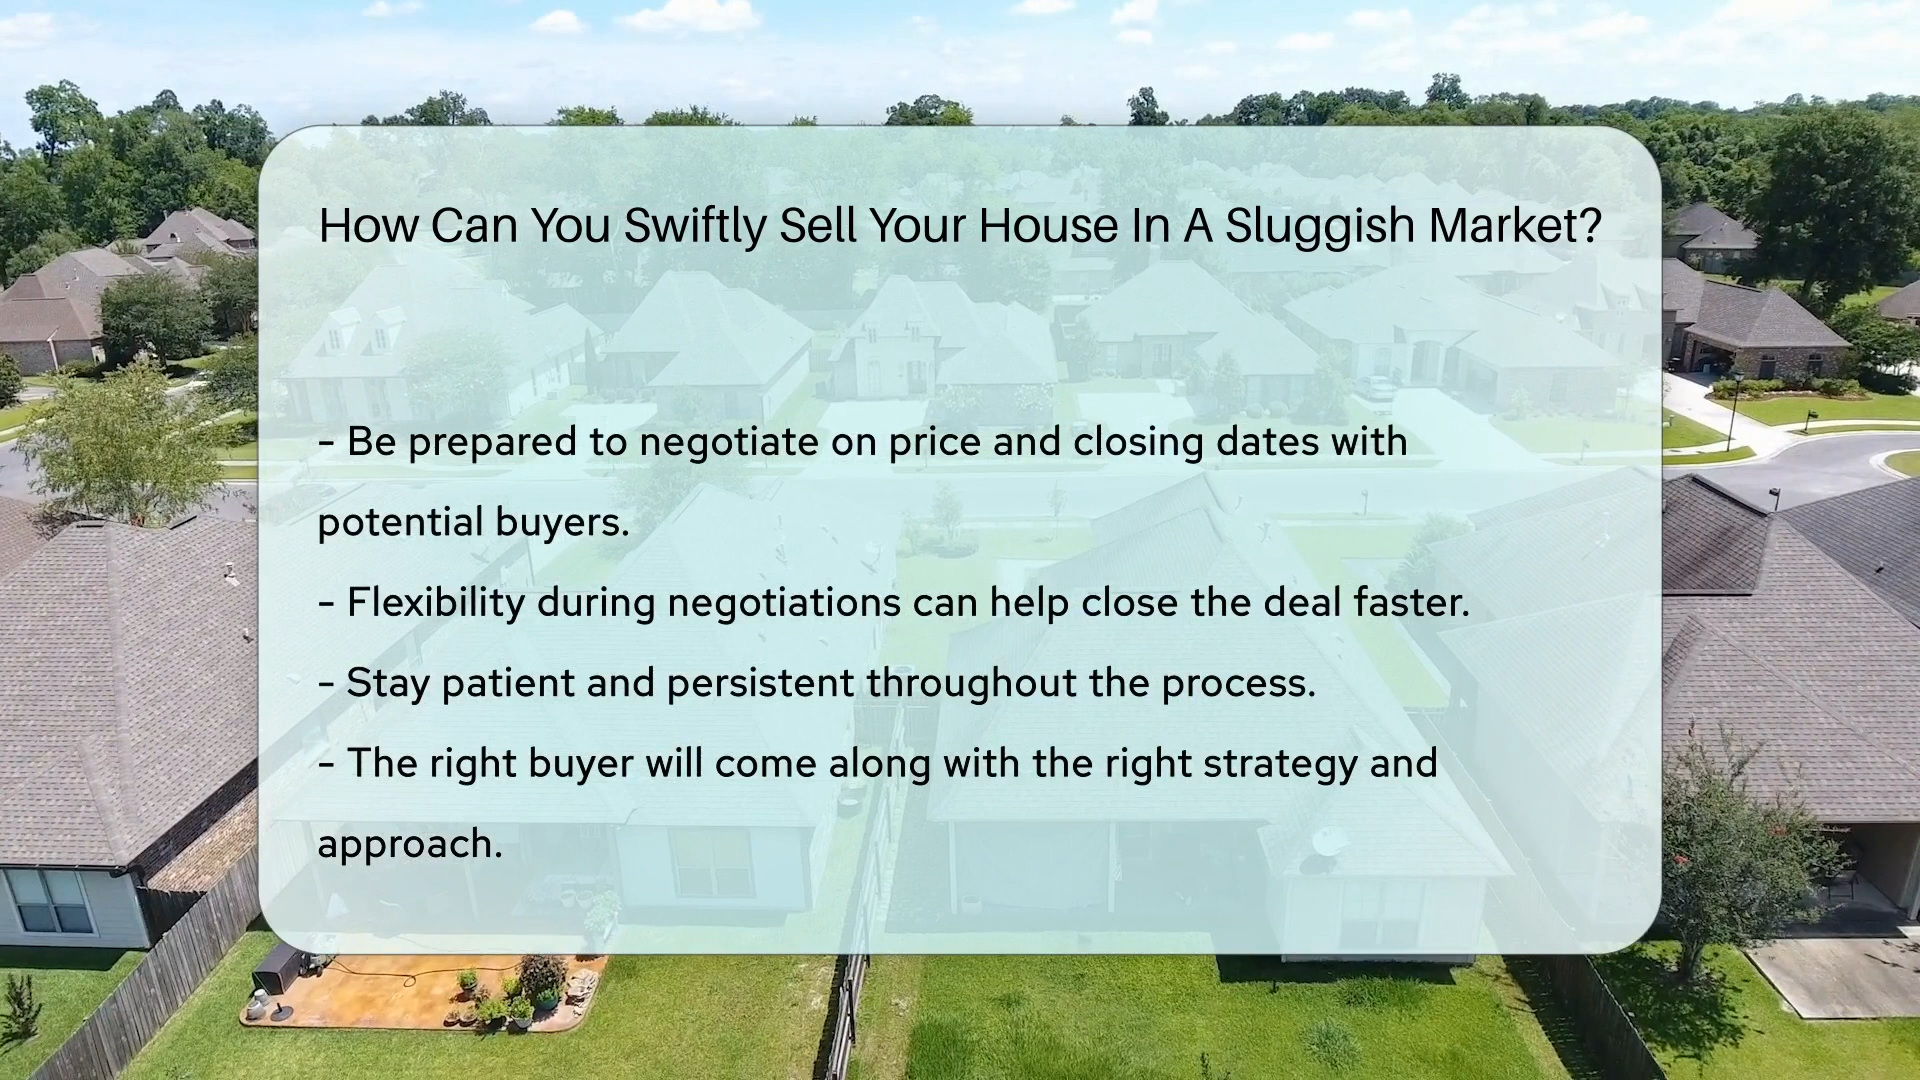 How Can You Swiftly Sell Your House In A Sluggish Market?
- Be prepared to negotiate on price and closing dates with
potential buyers.
- Flexibility during negotiations can help close the deal faster.
- Stay patient and persistent throughout the process.
- The right buyer will come along with the right strategy and
approach.